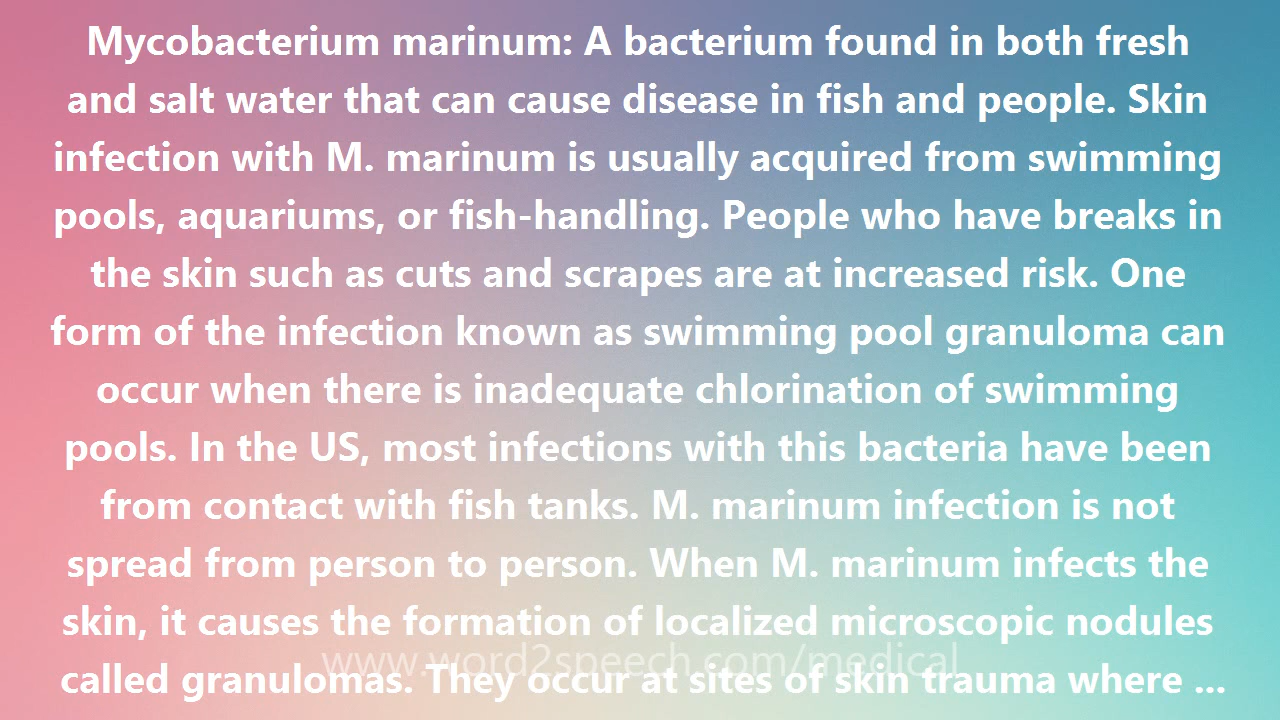 Mycobacterium marinum: A bacterium found in both fresh
and salt water that can cause disease in fish and people. Skin
infection with M. marinum is usually acquired from swimming
pools, aquariums, or fish-handling. People who have breaks in
the skin such as cuts and scrapes are at increased risk. One
form of the infection known as swimming pool granuloma can
occur when there is inadequate chlorination of swimming
pools. In the US, most infections with this bacteria have been
from contact with fish tanks. M. marinum infection is not
spread from person to person. When M. marinum infects the
skin, it causes the formation of localized microscopic nodules
www.word2speech.com/medical
called granulomas. They occur at sites of skin trauma where ...